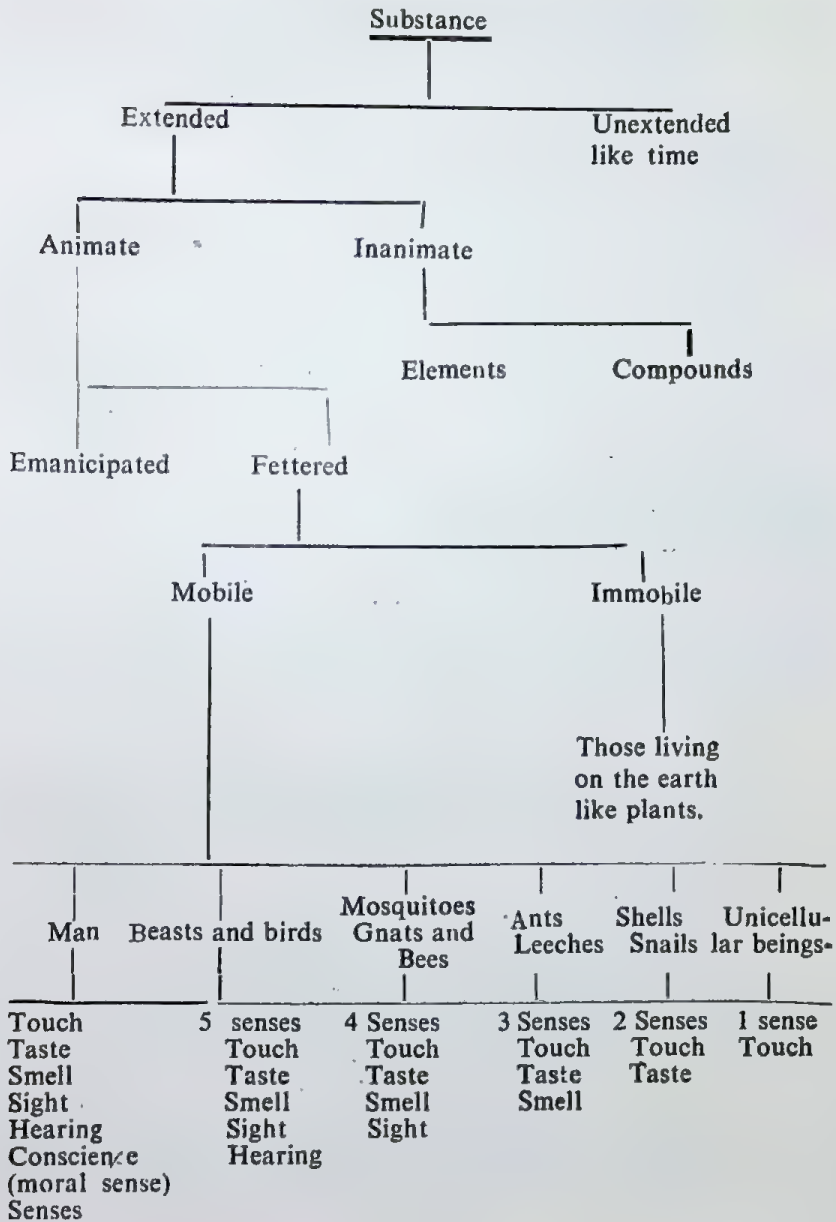 Substance
Extended
Unextended
like time
Animate
Inanimate
Elements
Compounds
Emanicipated
Fettered
Mobile
Immobile
Those living
on the earth
like plants.
Man
Beasts and birds
Mosquitoes
Gnats and
Bees
Ants
Leeches
Shells
Snails
Unicellu-
lar beings-
Touch
Taste
Smell
Sight
Hearing
Conscience
(moral sense)
Senses
5 senses
Touch
Taste
Smell
Sight
Hearing
4 Senses
Touch
Taste
Smell
Sight
3 Senses
Touch
Taste
Smell
2 Senses
Touch
Taste
1 sense
Touch